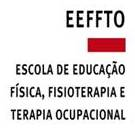 EEFFTO
ESCOLA DE EDUCAÇÃO
FÍSICA, FISIOTERAPIA E
TERAPIA OCUPACIONAL